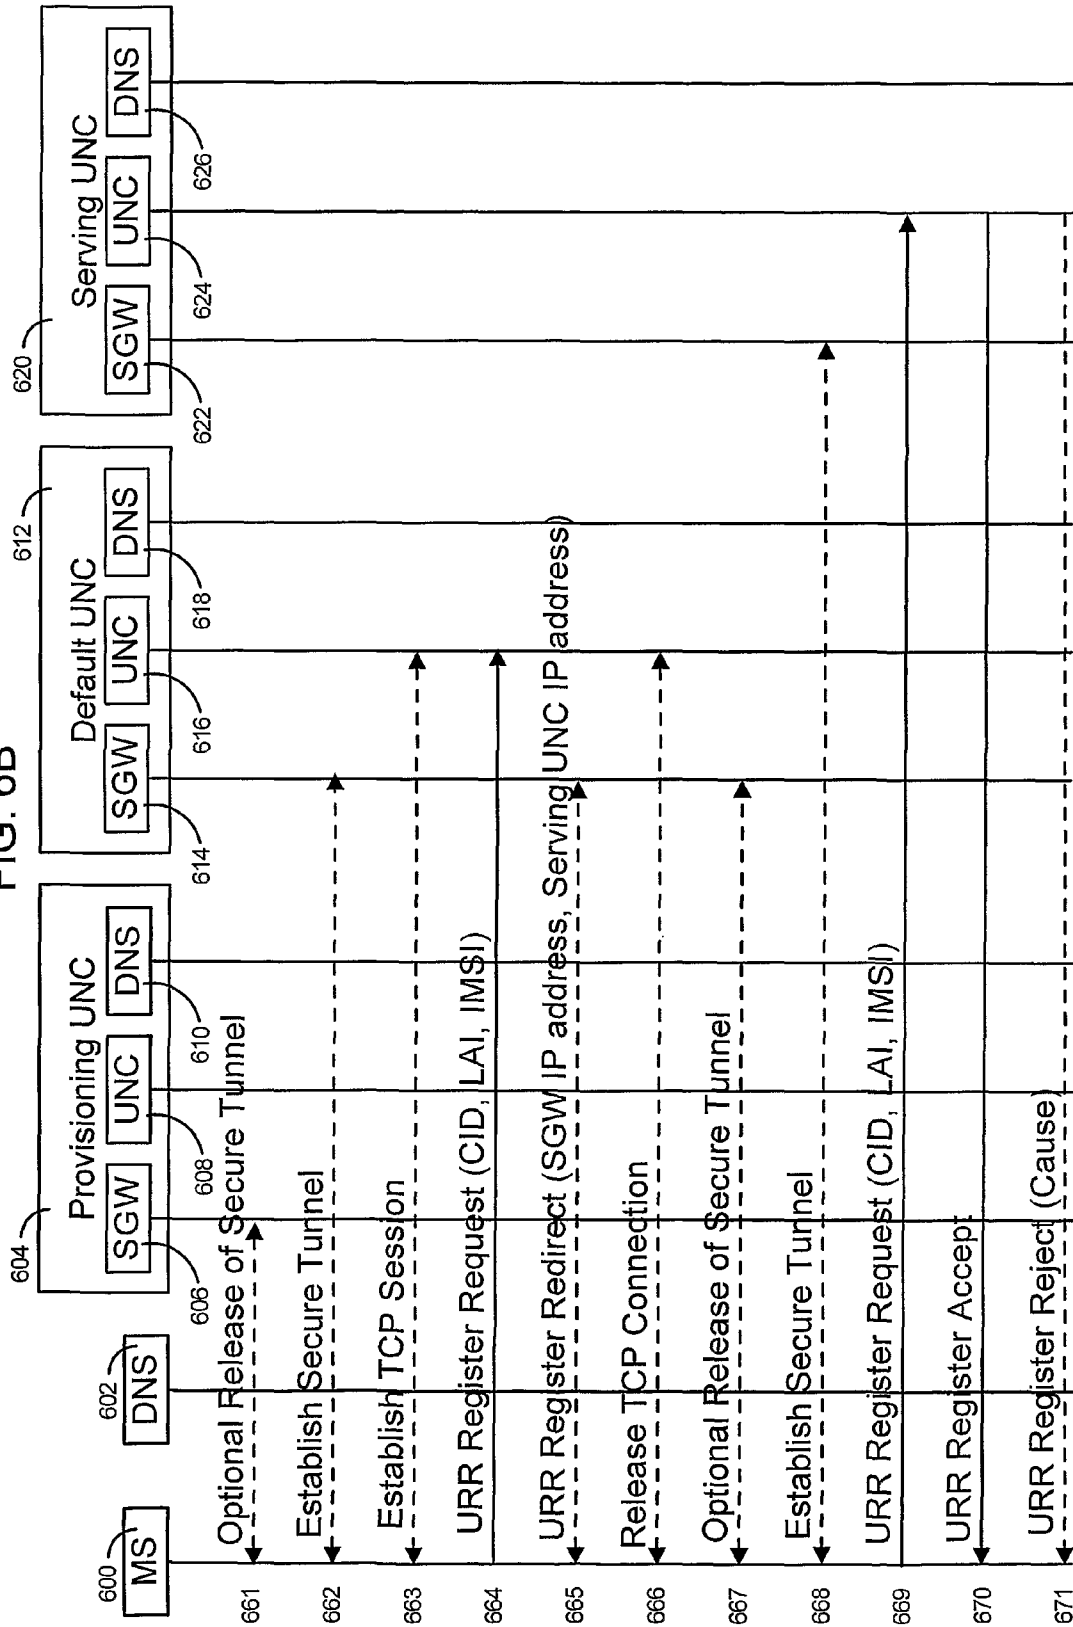 FIG. 6B
600
602
604
612
620
MS
DNS
Provisioning UNC
SGW
UNC
DNS
606
608
610
Default UNC
SGW
UNC
DNS
614
616
618
Serving UNC
SGW
UNC
DNS
622
624
626
661
Optional Release of Secure Tunnel
662
Establish Secure Tunnel
663
Establish TCP Session
664
URR Register Request (CID, LAI, IMSI)
665
URR Register Redirect (SGW IP address, Serving UNC IP address)
666
Release TCP Connection
667
Optional Release of Secure Tunnel
668
Establish Secure Tunnel
669
URR Register Request (CID, LAI, IMSI)
670
URR Register Accept
671
URR Register Reject (Cause)